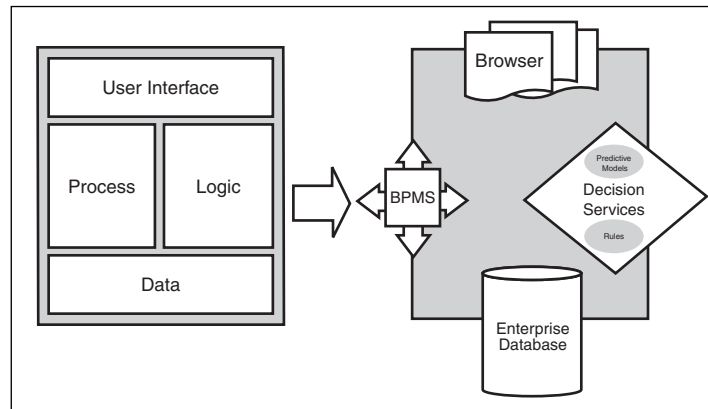 User Interface
Process
Logic
Data
Browser
BPMS
Predictive
Models
Decision
Services
Rules
Enterprise
Database